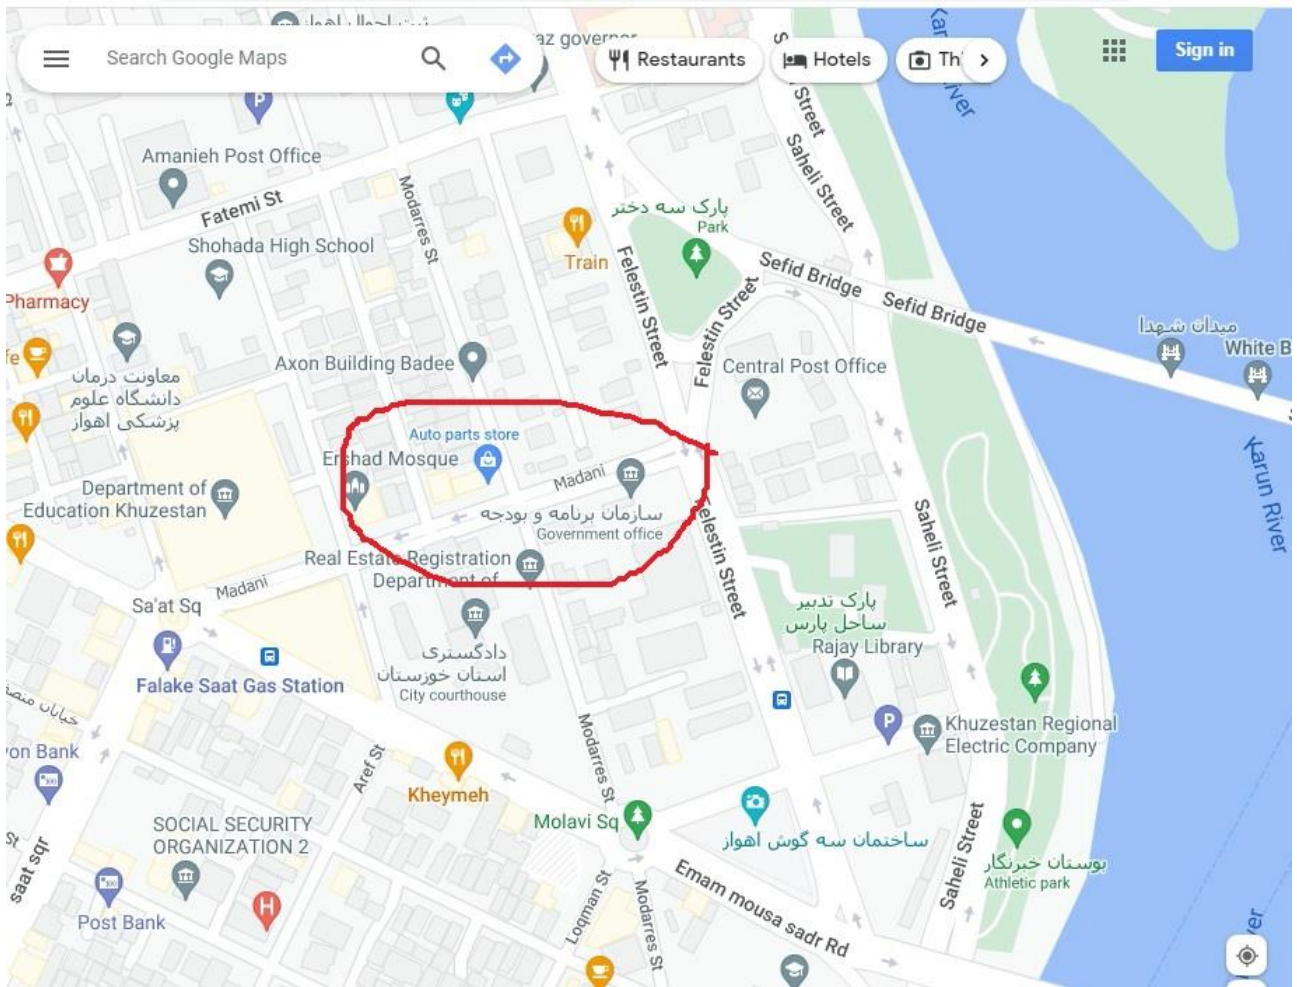 ثبت احوال اهواز
Search Google Maps
az governor
Restaurants
Hotels
Sign in
River
Street
Amanieh Post Office
Fatemi St
Modarres St
Saheli Street
پارک سه دختر
Park
Shohada High School
Train
Felestin Street
Pharmacy
Sefid Bridge
Sefid Bridge
Felestin Street
میدان شهدا
White B
معاونت درمان
دانشگاه علوم
پزشکی اهواز
Axon Building Badee
Central Post Office
Auto parts store
Ershad Mosque
Madani
Karun River
Department of
Education Khuzestan
سازمان برنامه و بودجه
Government office
Felestin Street
Saheli Street
Real Estate Registration
Department of
Madani
Sa'at Sq
پارک تدبیر
ساحل پارس
Rajay Library
دادگستری
استان خوزستان
City courthouse
Falake Saat Gas Station
Khuzestan Regional
Electric Company
von Bank
Aref St
Kheymeh
Modarres St
Molavi Sq
ساختمان سه گوش اهواز
SOCIAL SECURITY
ORGANIZATION 2
saat sqr
St
Saheli Street
بوستان خبرنگار
Athletic park
Post Bank
Loqman St
Modarres St
Emam mousa sadr Rd